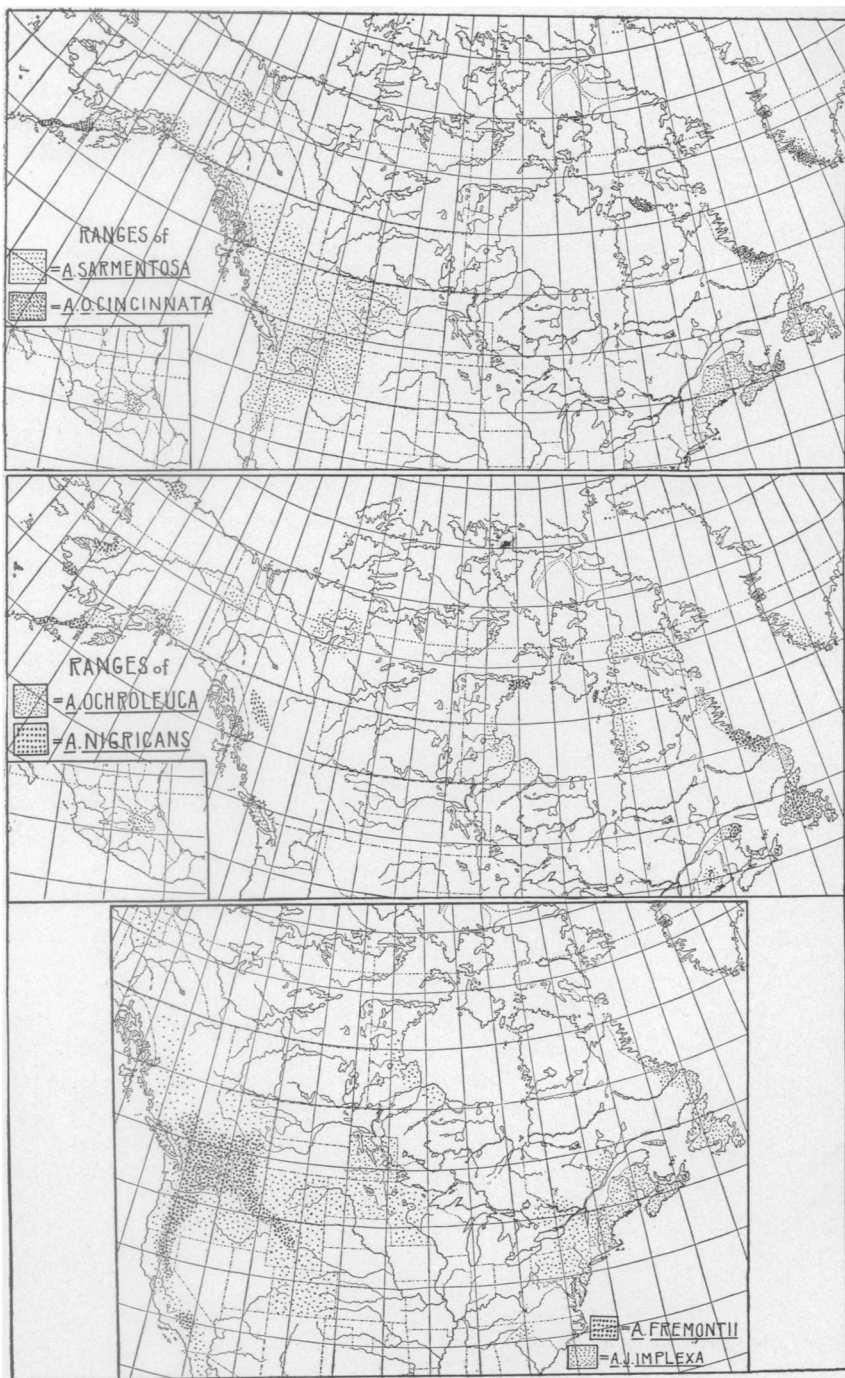 RANGES of
=A.SARMENTOSA
=A.O.CINCINNATA
RANGES of
=A.OCHROLEUCA
=A.NIGRICANS
=A.FREMONTII
=A.J.IMPLEXA